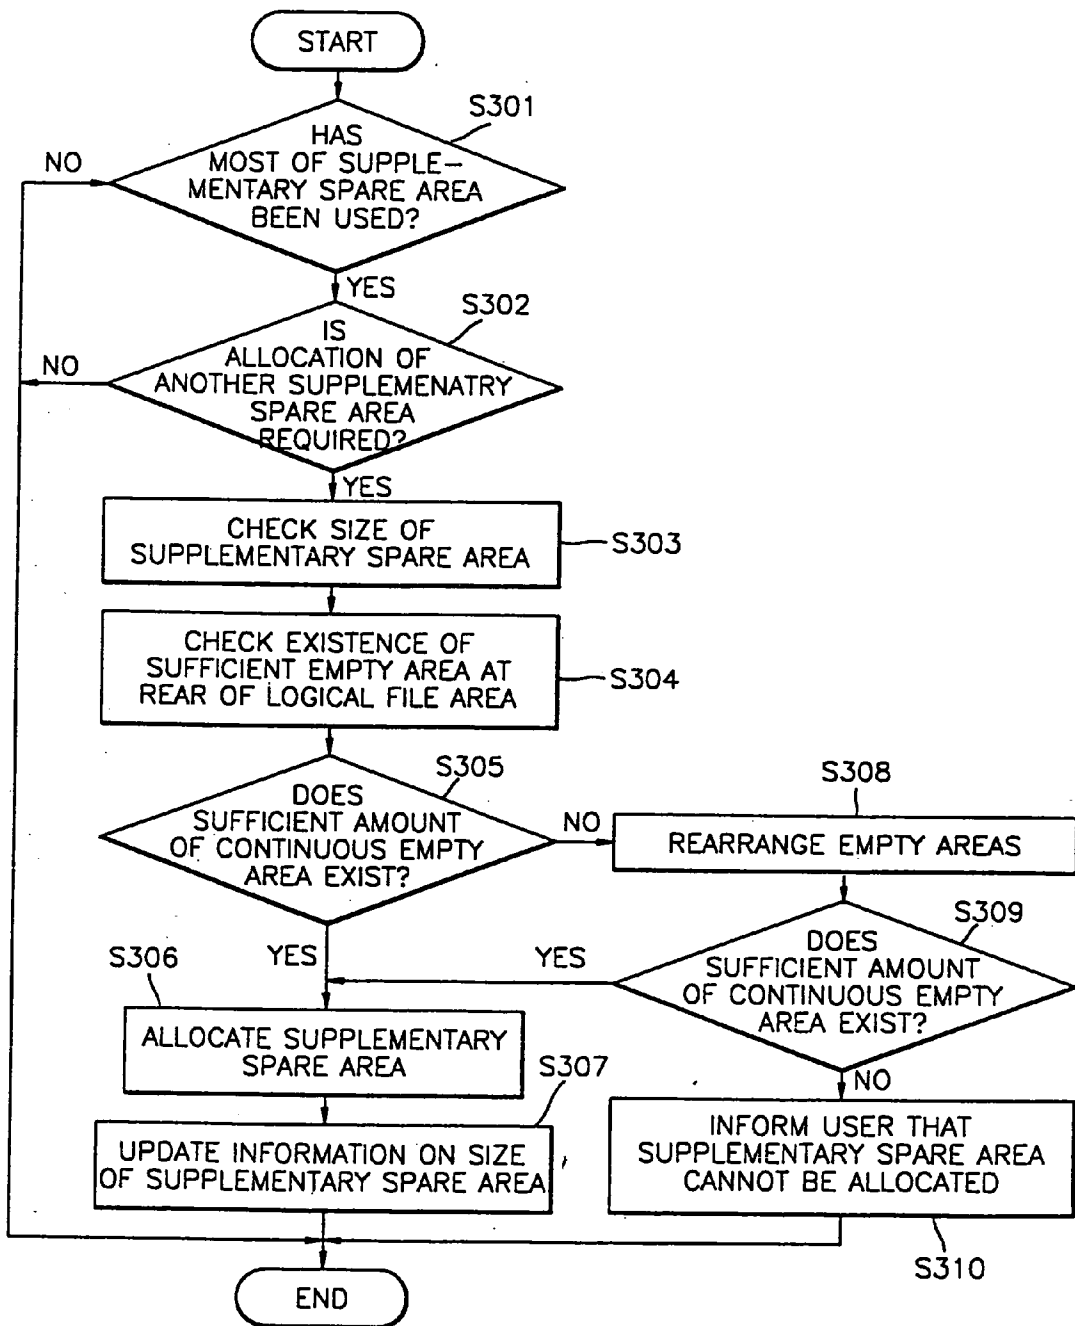 START
S301
HAS
MOST OF SUPPLE-
MENTARY SPARE AREA
BEEN USED?
NO
YES
S302
IS
ALLOCATION OF
ANOTHER SUPPLEMENATRY
SPARE AREA
REQUIRED?
NO
YES
CHECK SIZE OF
SUPPLEMENTARY SPARE AREA
S303
CHECK EXISTENCE OF
SUFFICIENT EMPTY AREA AT
REAR OF LOGICAL FILE AREA
S304
S305
DOES
SUFFICIENT AMOUNT
OF CONTINUOUS EMPTY
AREA EXIST?
NO
S308
REARRANGE EMPTY AREAS
S309
DOES
SUFFICIENT AMOUNT
OF CONTINUOUS EMPTY
AREA EXIST?
YES
YES
S306
ALLOCATE SUPPLEMENTARY
SPARE AREA
S307
UPDATE INFORMATION ON SIZE
OF SUPPLEMENTARY SPARE AREA
NO
INFORM USER THAT
SUPPLEMENTARY SPARE AREA
CANNOT BE ALLOCATED
S310
END